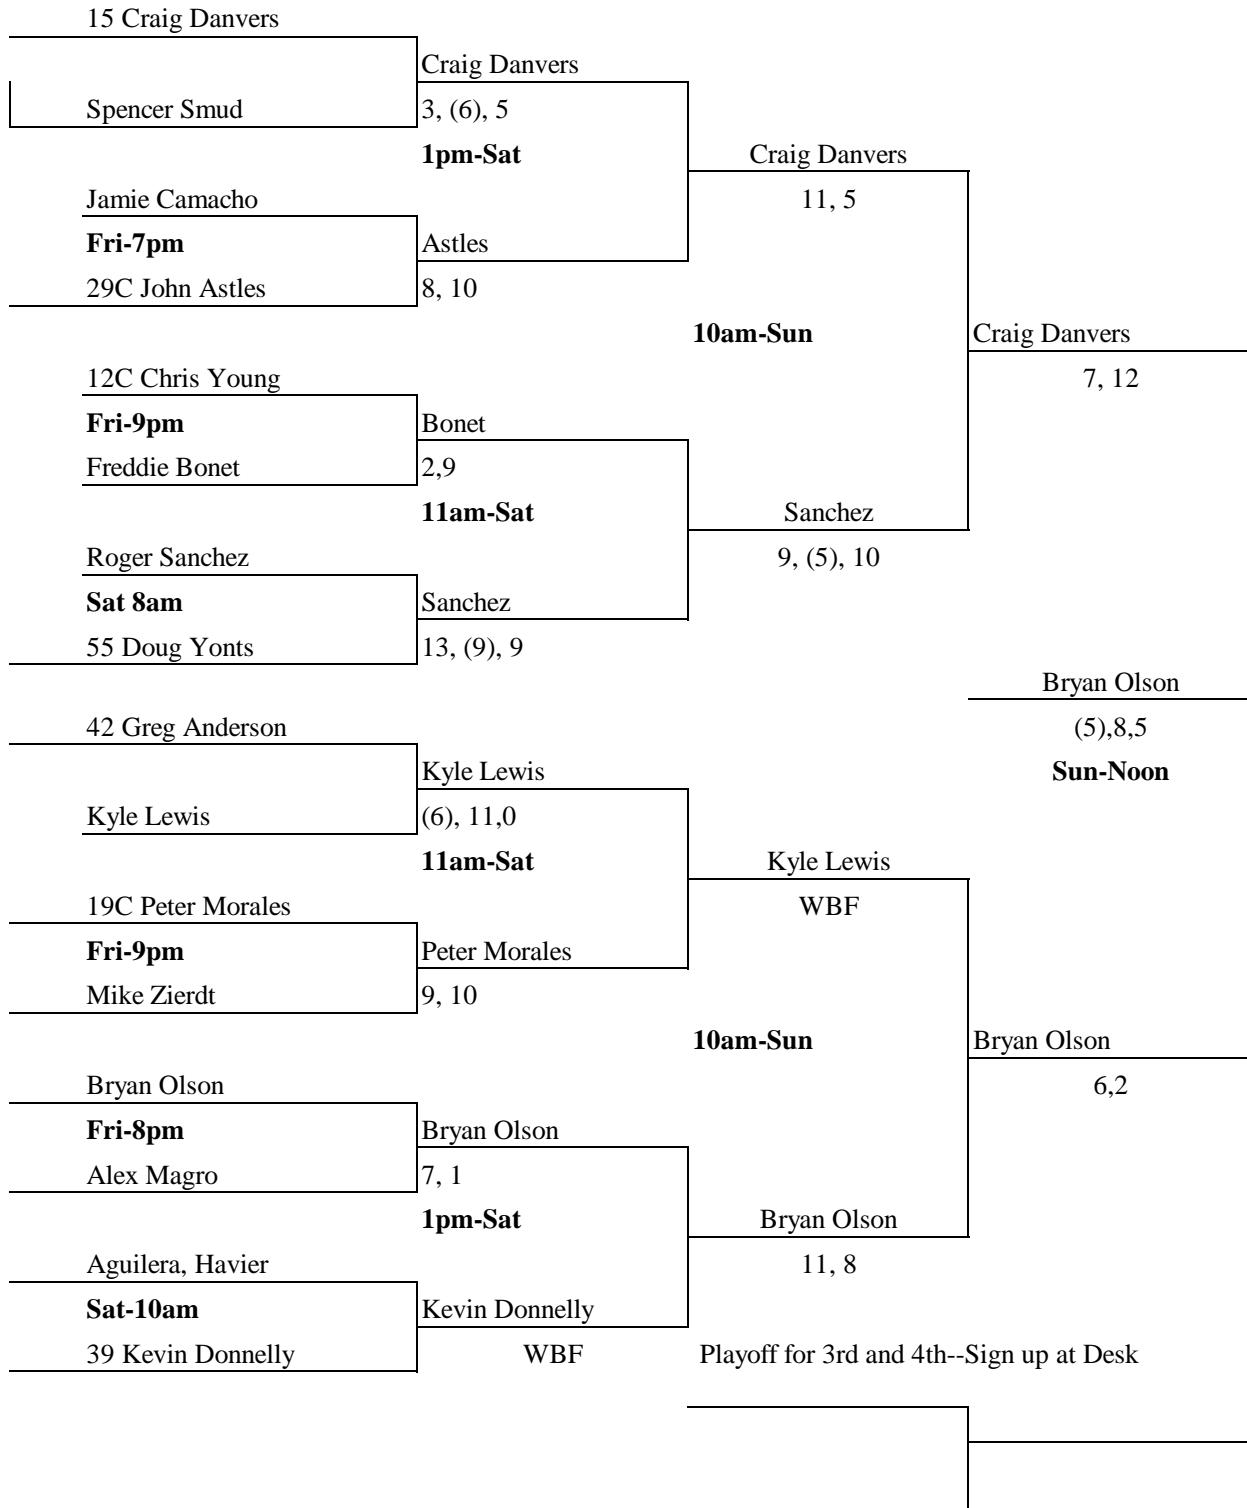 15 Craig Danvers
Craig Danvers
Spencer Smud
3, (6), 5
1pm-Sat
Craig Danvers
Jamie Camacho
11, 5
Fri-7pm
Astles
29C John Astles
8, 10
10am-Sun
Craig Danvers
12C Chris Young
7, 12
Fri-9pm
Bonet
Freddie Bonet
2,9
11am-Sat
Sanchez
Roger Sanchez
9, (5), 10
Sat 8am
Sanchez
55 Doug Yonts
13, (9), 9
Bryan Olson
42 Greg Anderson
(5),8,5
Kyle Lewis
Sun-Noon
Kyle Lewis
(6), 11,0
11am-Sat
Kyle Lewis
19C Peter Morales
WBF
Fri-9pm
Peter Morales
Mike Zierdt
9, 10
10am-Sun
Bryan Olson
Bryan Olson
6,2
Fri-8pm
Bryan Olson
Alex Magro
7, 1
1pm-Sat
Bryan Olson
Aguilera, Havier
11, 8
Sat-10am
Kevin Donnelly
39 Kevin Donnelly
WBF
Playoff for 3rd and 4th--Sign up at Desk